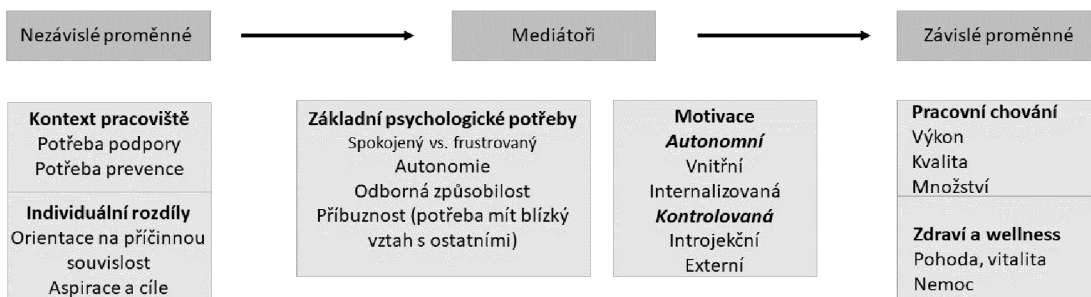 Nezávislé proměnné
Mediátoři
Závislé proměnné
Kontext pracoviště
Potřeba podpory
Potřeba prevence
Individuální rozdíly
Orientace na příčinnou
souvislost
Aspirace a cíle
Základní psychologické potřeby
Spokojený vs. frustrovaný
Autonomie
Odborná způsobilost
Příbuznost (potřeba mít blízký
vztah s ostatními)
Motivace
Autonomní
Vnitřní
Internalizovaná
Kontrolovaná
Introjekční
Externí
Pracovní chování
Výkon
Kvalita
Množství
Zdraví a wellness
Pohoda, vitalita
Nemoc